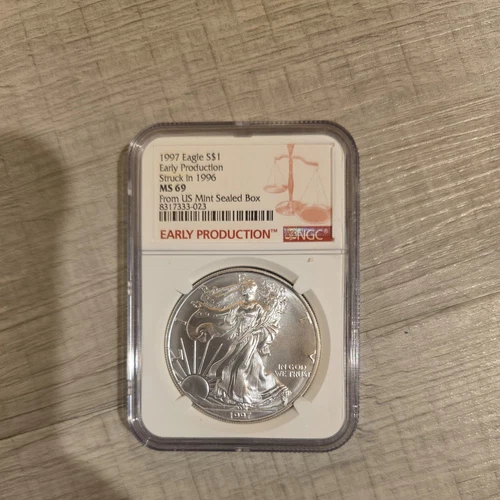 1997 Eagle S$1
Early Production
Struck in 1996
MS 69
From US Mint Sealed Box
8317333-023
EARLY PRODUCTION™
NGC®
IN GOD
WE TRUST
1997